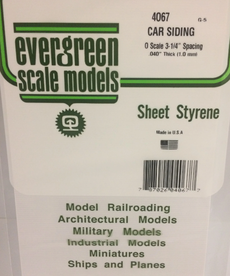 4067
G-5
CAR SIDING
O Scale 3-1/4" Spacing
.040" Thick (1.0 mm)
evergreen
scale models
Sheet Styrene
Made in U.S.A
Model Railroading
Architectural Models
Military Models
Industrial Models
Miniatures
Ships and Planes